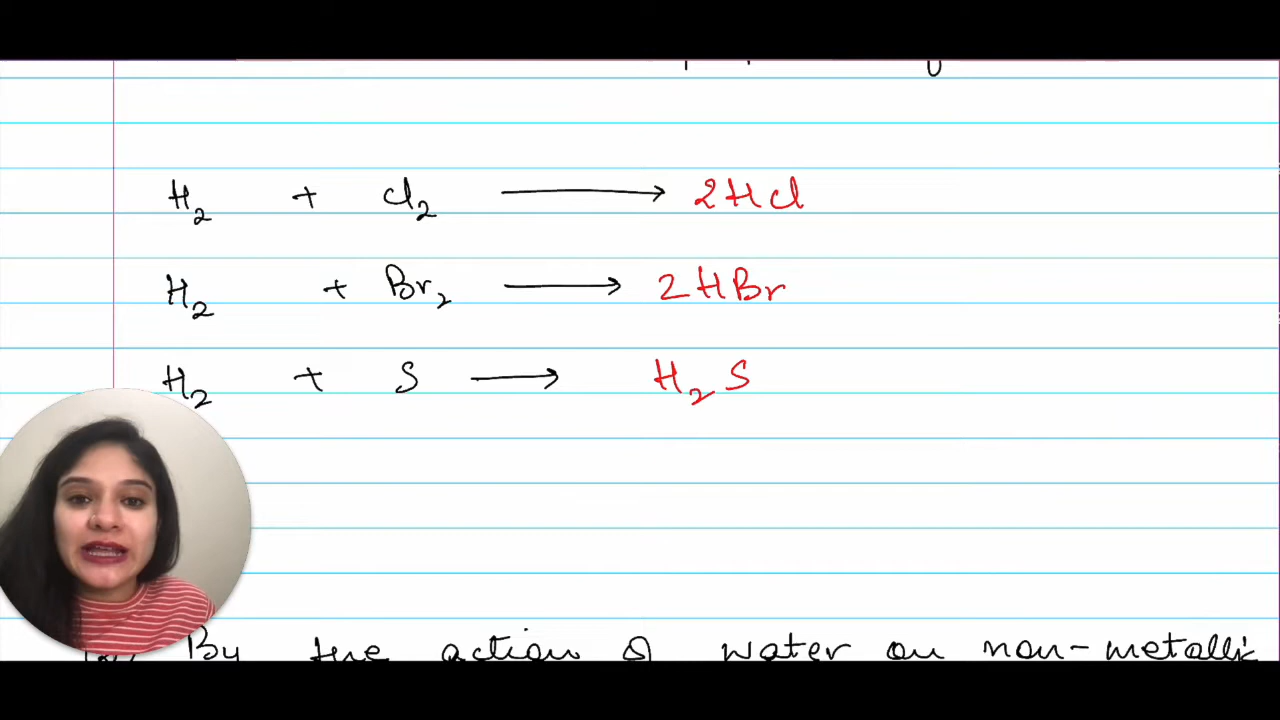 H₂ + Cl₂ ⟶ 2HCl
H₂ + Br₂ ⟶ 2HBr
H₂ + S ⟶ H₂S
By the action of water on non-metallic